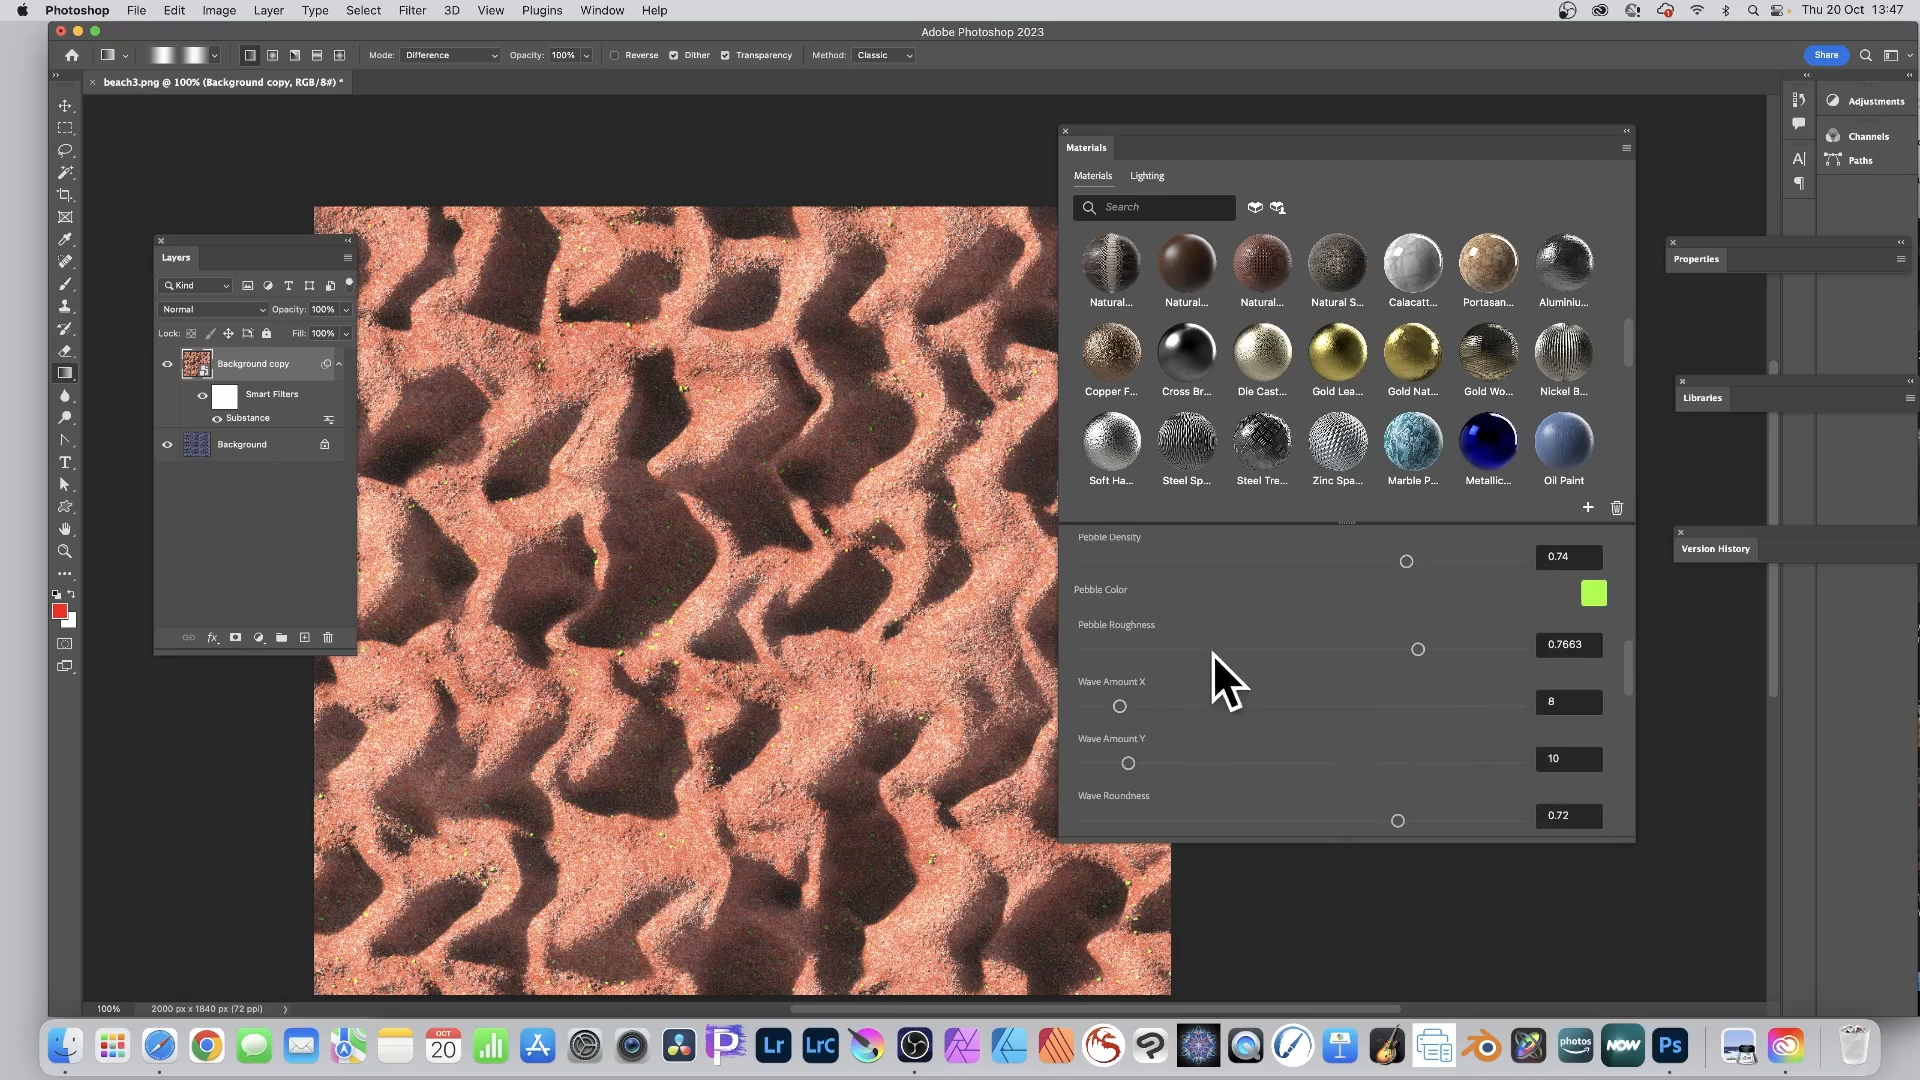 Photoshop File Edit Image Layer Type Select Filter 3D View Plugins Window Help Thu 20 Oct 13:47
Adobe Photoshop 2023
Mode: Difference Opacity: 100% Reverse Dither Transparency Method: Classic Share
beach3.png @ 100% (Background copy, RGB/8#) *
Layers
Kind
Normal Opacity: 100%
Lock: Fill: 100%
Background copy
Smart Filters
Substance
Background
Materials
Materials Lighting
Search
Natural... Natural... Natural... Natural S... Calacatt... Portasan... Aluminiu...
Copper F... Cross Br... Die Cast... Gold Lea... Gold Nat... Gold Wo... Nickel B...
Soft Ha... Steel Sp... Steel Tre... Zinc Spa... Marble P... Metallic... Oil Paint
Pebble Density
0.74
Pebble Color
Pebble Roughness
0.7663
Wave Amount X
8
Wave Amount Y
10
Wave Roundness
0.72
Adjustments
Channels
Paths
Properties
Libraries
Version History
100% 2000 px x 1840 px (72 ppi)
OCT
20
Lr
LrC
photos
NOW
Ps